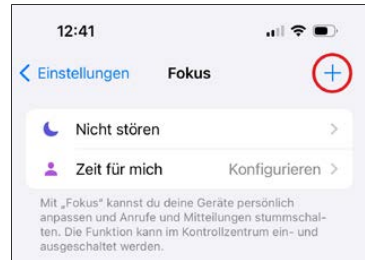 12:41
Einstellungen Fokus +
Nicht stören
Zeit für mich Konfigurieren
Mit „Fokus“ kannst du deine Geräte persönlich
anpassen und Anrufe und Mitteilungen stummschal-
ten. Die Funktion kann im Kontrollzentrum ein- und
ausgeschaltet werden.